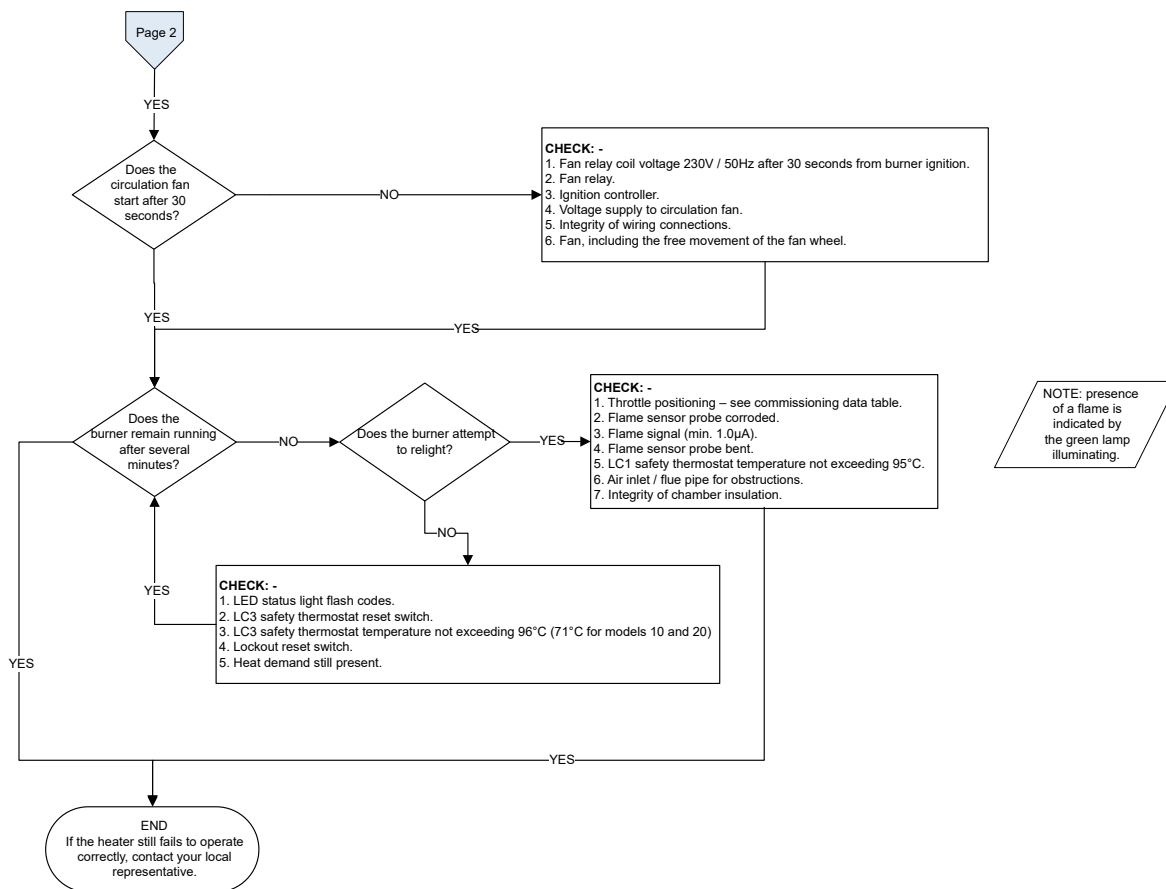 Page 2
YES
Does the
circulation fan
start after 30
seconds?
NO
CHECK: -
1. Fan relay coil voltage 230V / 50Hz after 30 seconds from burner ignition.
2. Fan relay.
3. Ignition controller.
4. Voltage supply to circulation fan.
5. Integrity of wiring connections.
6. Fan, including the free movement of the fan wheel.
YES
YES
Does the
burner remain running
after several
minutes?
NO
Does the burner attempt
to relight?
YES
CHECK: -
1. Throttle positioning – see commissioning data table.
2. Flame sensor probe corroded.
3. Flame signal (min. 1.0µA).
4. Flame sensor probe bent.
5. LC1 safety thermostat temperature not exceeding 95°C.
6. Air inlet / flue pipe for obstructions.
7. Integrity of chamber insulation.
NOTE: presence
of a flame is
indicated by
the green lamp
illuminating.
NO
YES
CHECK: -
1. LED status light flash codes.
2. LC3 safety thermostat reset switch.
3. LC3 safety thermostat temperature not exceeding 96°C (71°C for models 10 and 20)
4. Lockout reset switch.
5. Heat demand still present.
YES
YES
END
If the heater still fails to operate
correctly, contact your local
representative.